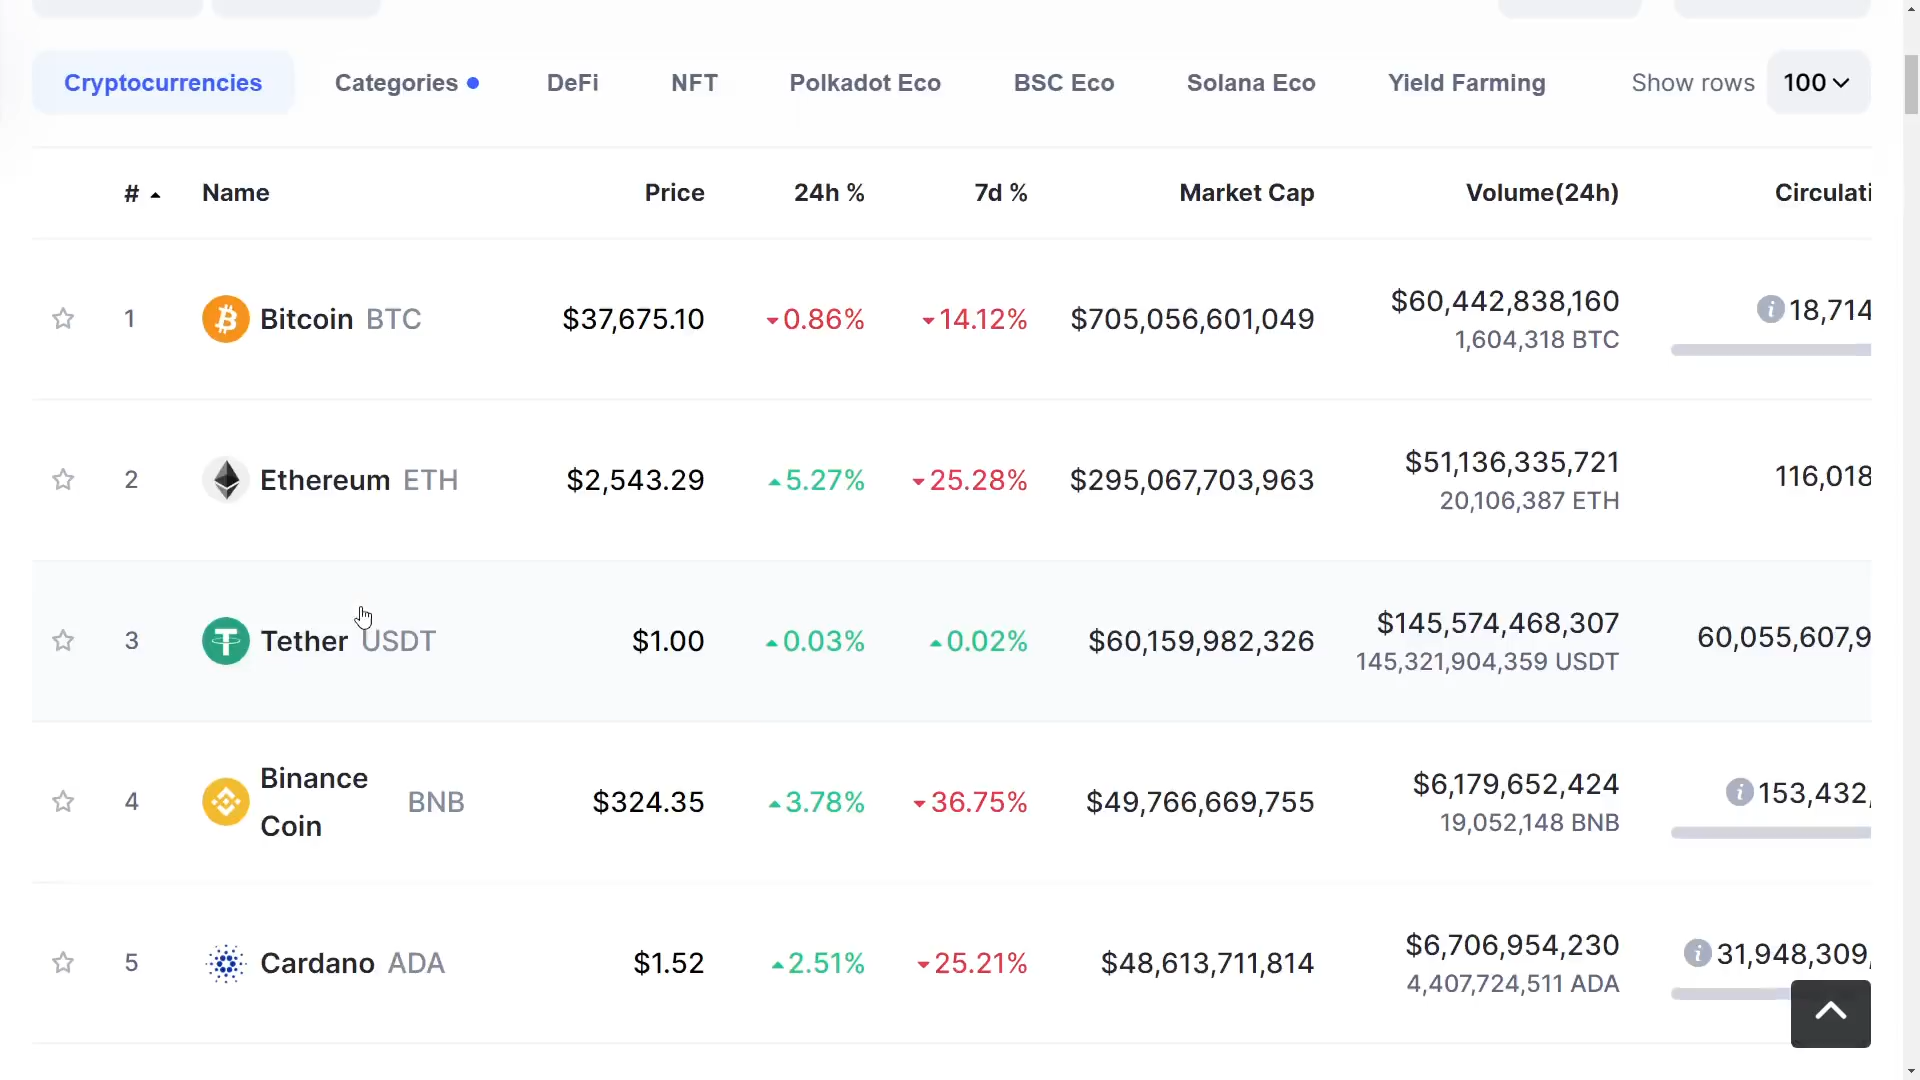 Cryptocurrencies Categories DeFi NFT Polkadot Eco BSC Eco Solana Eco Yield Farming Show rows 100
# Name Price 24h % 7d % Market Cap Volume(24h) Circulati
1 Bitcoin BTC $37,675.10 0.86% 14.12% $705,056,601,049 $60,442,838,160 18,714
1,604,318 BTC
2 Ethereum ETH $2,543.29 5.27% 25.28% $295,067,703,963 $51,136,335,721 116,018
20,106,387 ETH
3 Tether USDT $1.00 0.03% 0.02% $60,159,982,326 $145,574,468,307 60,055,607,9
145,321,904,359 USDT
4 Binance Coin BNB $324.35 3.78% 36.75% $49,766,669,755 $6,179,652,424 153,432,
19,052,148 BNB
5 Cardano ADA $1.52 2.51% 25.21% $48,613,711,814 $6,706,954,230 31,948,309,
4,407,724,511 ADA